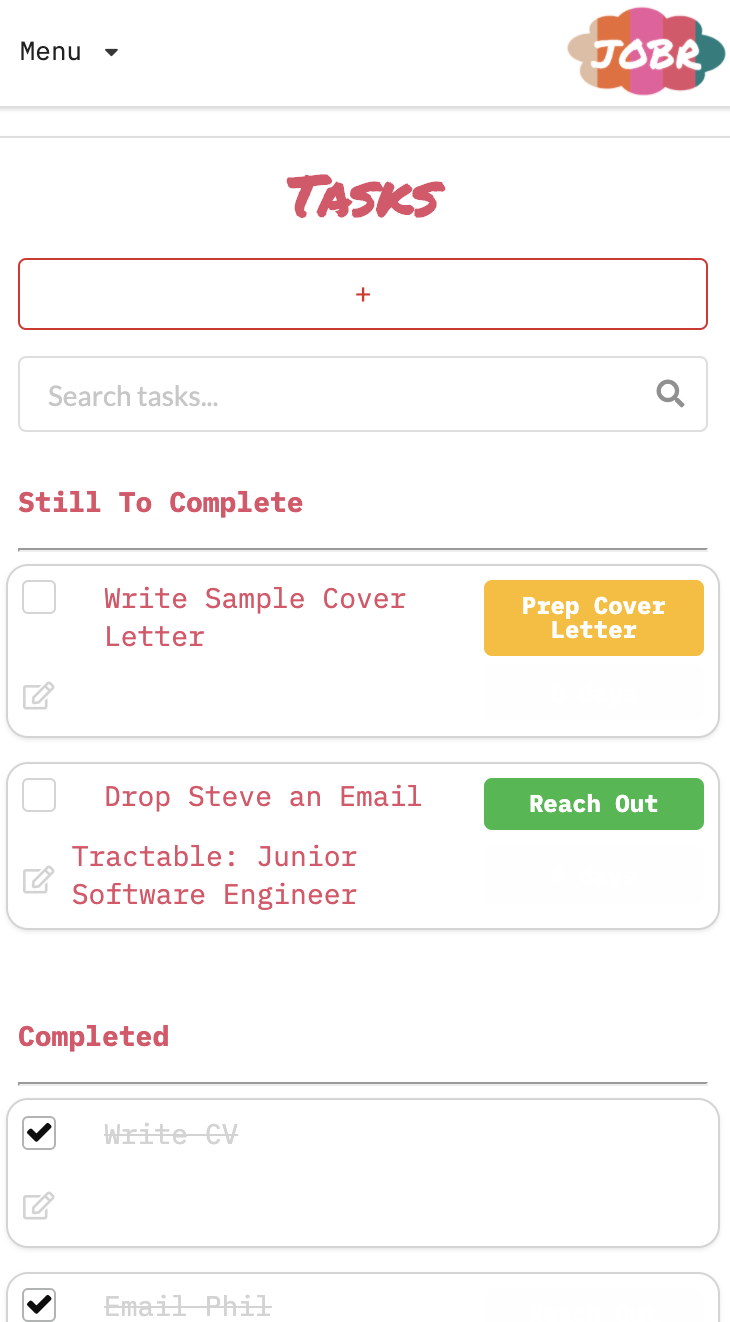 Menu
JOBR
Tasks
+
Search tasks...
Still To Complete
Write Sample Cover
Letter
Prep Cover
Letter
Drop Steve an Email
Reach Out
Tractable: Junior
Software Engineer
Completed
Write CV
Email Phil